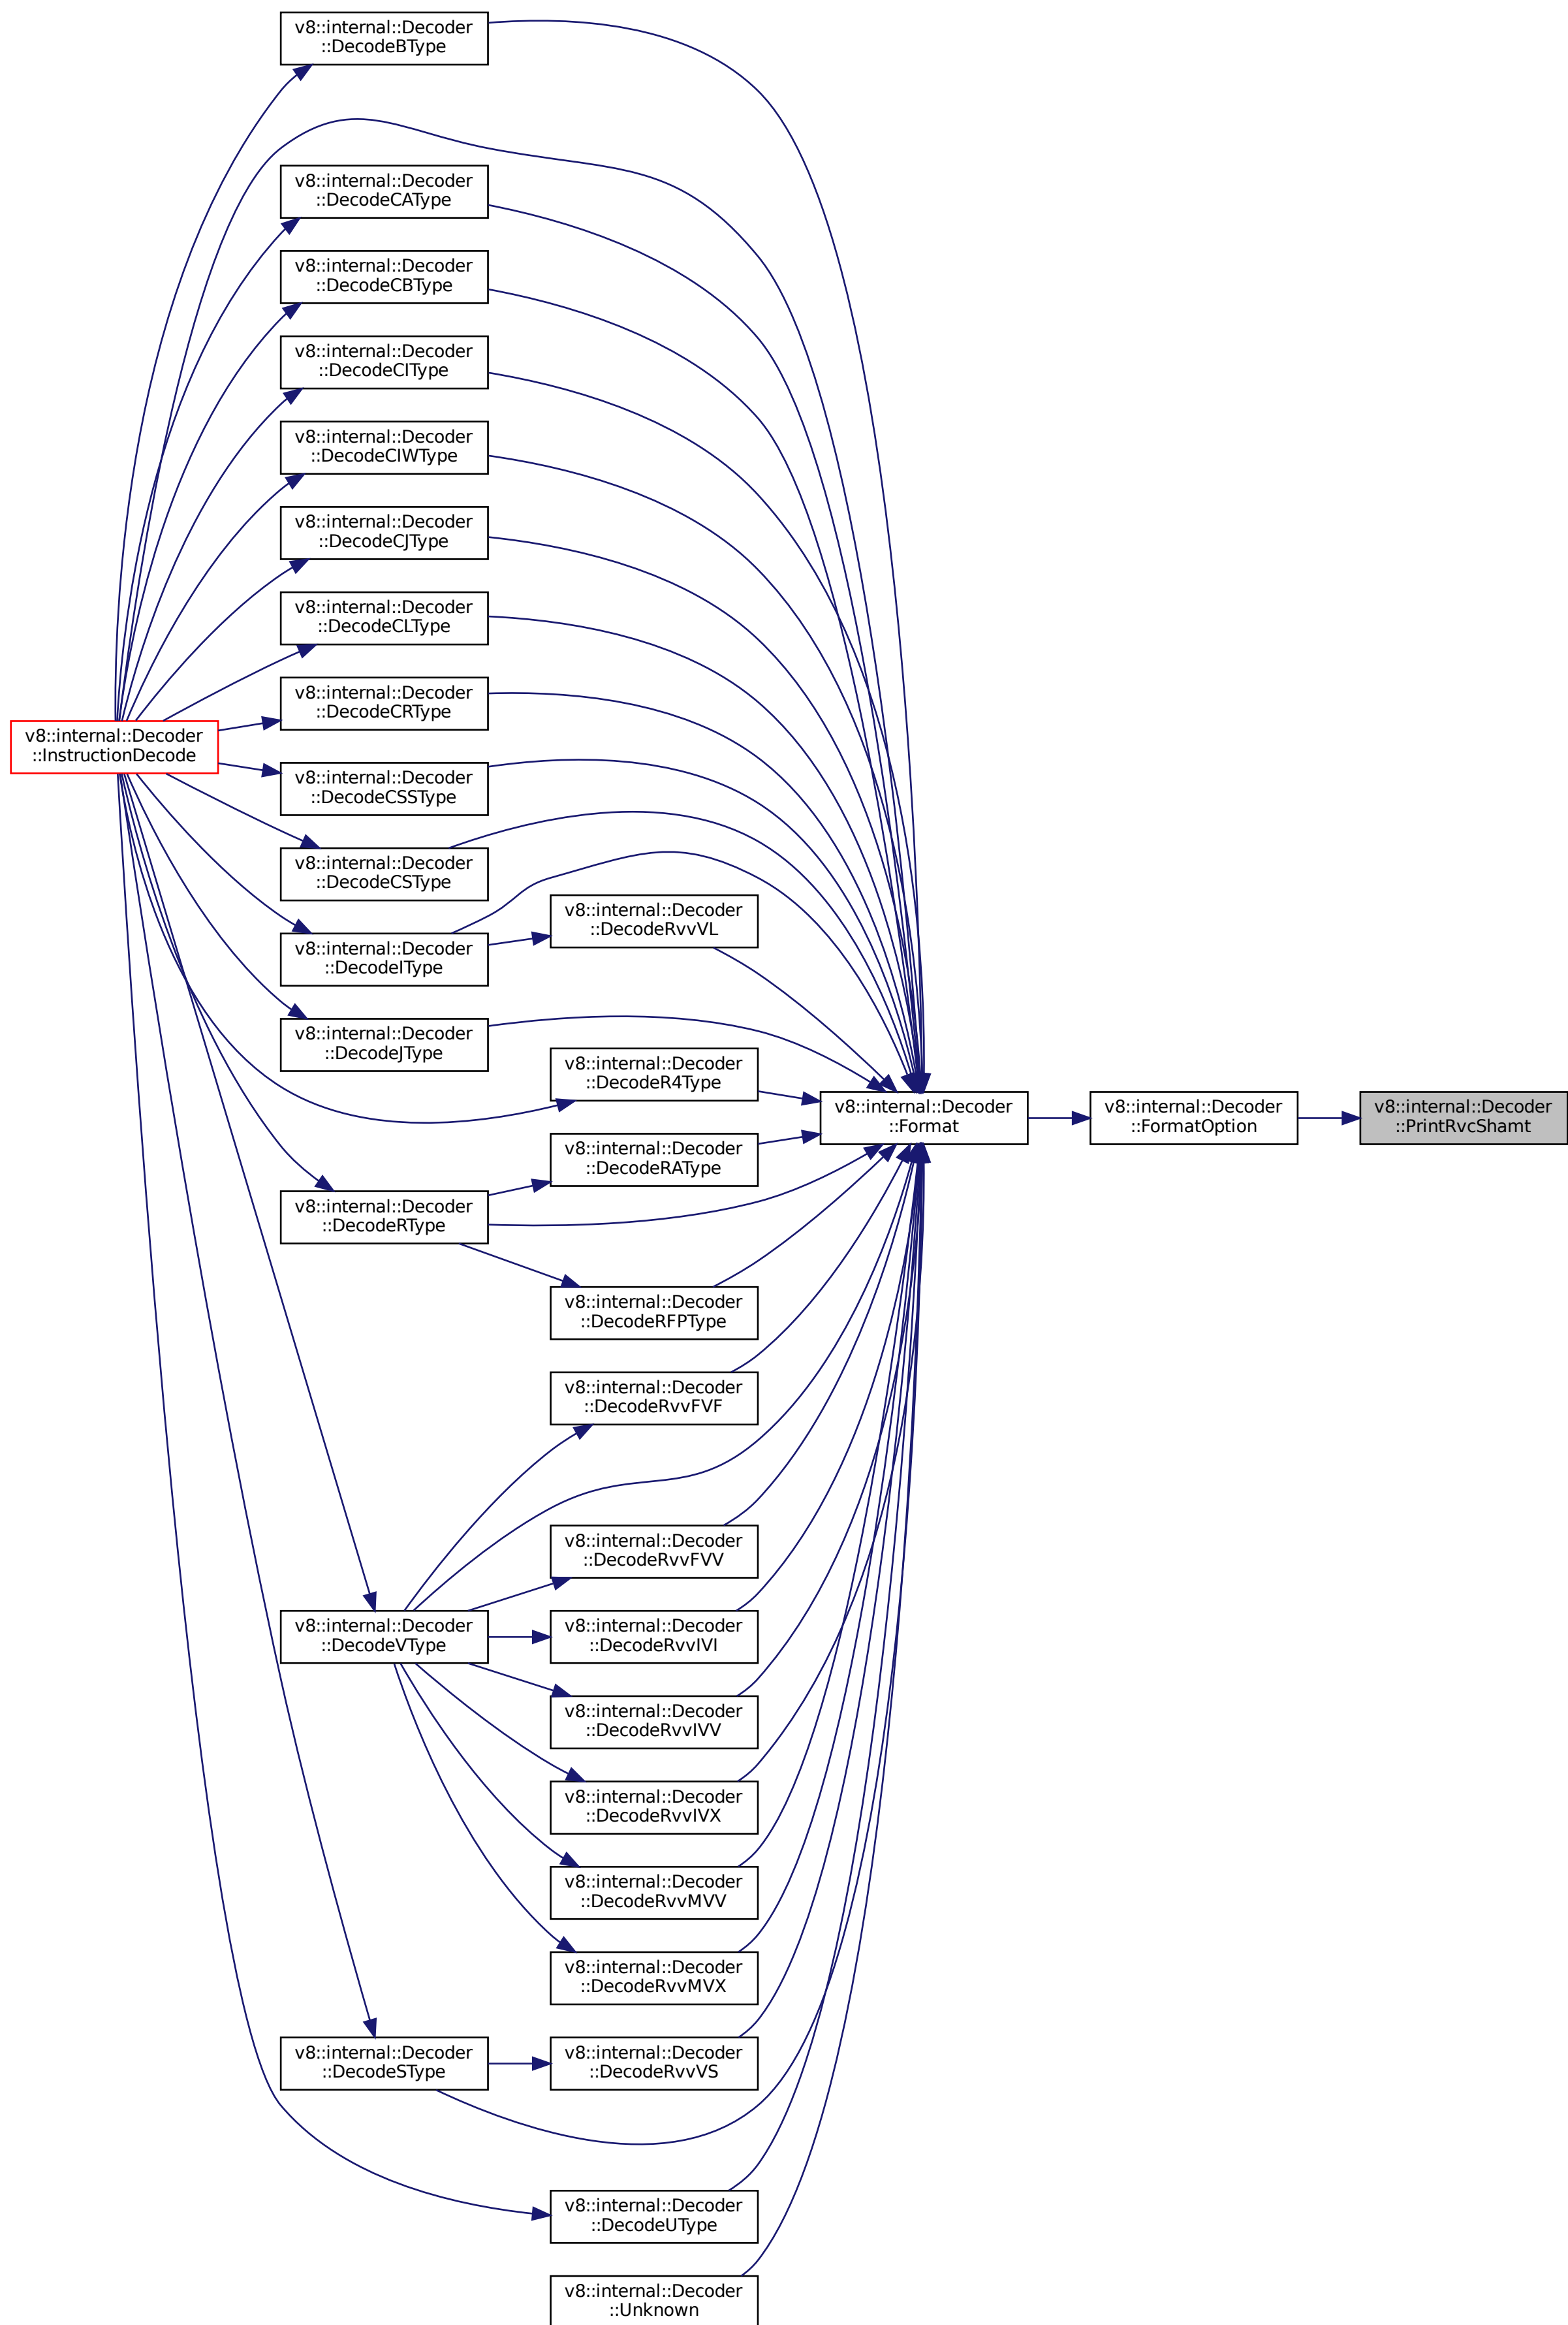 v8::internal::Decoder
::DecodeBType
v8::internal::Decoder
::DecodeCAType
v8::internal::Decoder
::DecodeCBType
v8::internal::Decoder
::DecodeCIType
v8::internal::Decoder
::DecodeCIWType
v8::internal::Decoder
::DecodeCJType
v8::internal::Decoder
::DecodeCLType
v8::internal::Decoder
::DecodeCRType
v8::internal::Decoder
::InstructionDecode
v8::internal::Decoder
::DecodeCSSType
v8::internal::Decoder
::DecodeCSType
v8::internal::Decoder
::DecodeRvvVL
v8::internal::Decoder
::DecodeIType
v8::internal::Decoder
::DecodeJType
v8::internal::Decoder
::DecodeR4Type
v8::internal::Decoder
::Format
v8::internal::Decoder
::FormatOption
v8::internal::Decoder
::PrintRvcShamt
v8::internal::Decoder
::DecodeRAType
v8::internal::Decoder
::DecodeRType
v8::internal::Decoder
::DecodeRFPType
v8::internal::Decoder
::DecodeRvvFVF
v8::internal::Decoder
::DecodeRvvFVV
v8::internal::Decoder
::DecodeVType
v8::internal::Decoder
::DecodeRvvIVI
v8::internal::Decoder
::DecodeRvvIVV
v8::internal::Decoder
::DecodeRvvIVX
v8::internal::Decoder
::DecodeRvvMVV
v8::internal::Decoder
::DecodeRvvMVX
v8::internal::Decoder
::DecodeSType
v8::internal::Decoder
::DecodeRvvVS
v8::internal::Decoder
::DecodeUType
v8::internal::Decoder
::Unknown